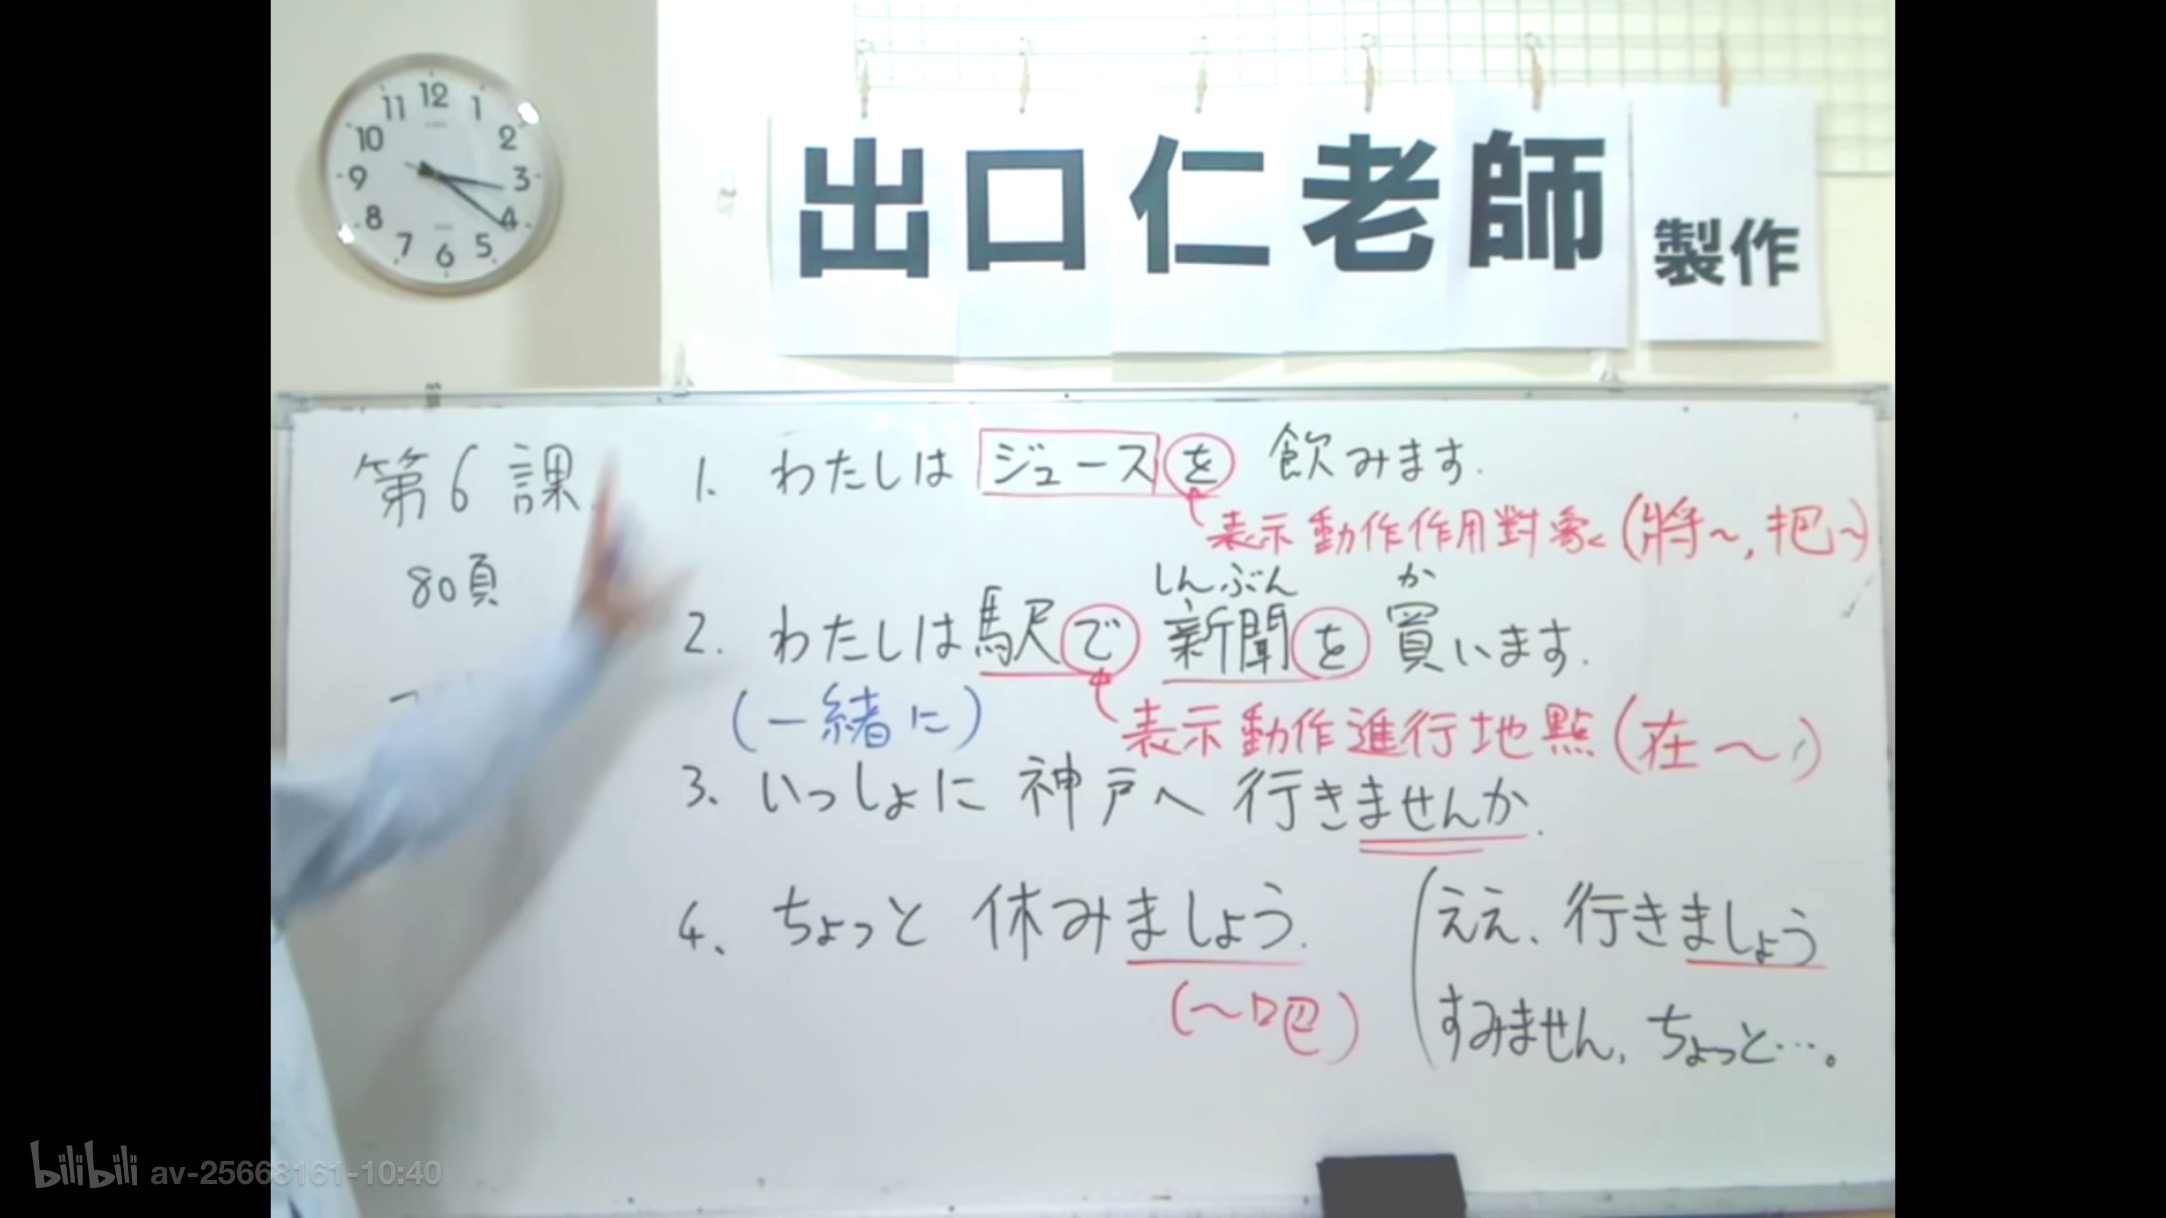 12 1 2 3 4 5 6 7 8 9 10 11
出口仁老師 製作
第6課
80頁
1. わたしは ジュースを 飲みます.
表示動作作用對象 (將~, 把~)
しんぶん か
2. わたしは駅で 新聞を 買います.
(一緒に) 表示動作進行地點 (在~)
3. いっしょに 神戸へ 行きませんか.
4. ちょっと 休みましょう.
(~吧)
ええ、行きましょう
すみません, ちょっと…。
bilibili av-25663161-10:40